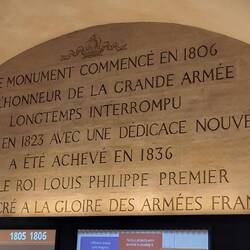 E MONUMENT COMMENCÉ EN 1806
HONNEUR DE LA GRANDE ARMÉE
LONGTEMPS INTERROMPU
EN 1823 AVEC UNE DÉDICACE NOUVE
A ÉTÉ ACHEVÉ EN 1836
LE ROI LOUIS PHILIPPE PREMIER
CRÉ A LA GLOIRE DES ARMÉES FRAN
1805 1806